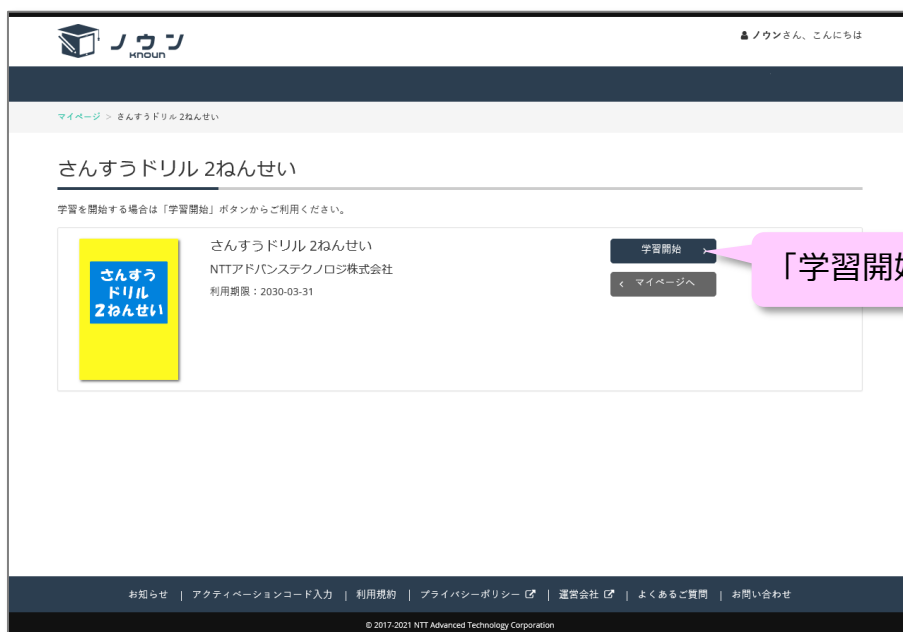 ノウン
KNOUN
ノウンさん、こんにちは
マイページ > さんすうドリル 2ねんせい
さんすうドリル 2ねんせい
学習を開始する場合は「学習開始」ボタンからご利用ください。
さんすう
ドリル
2ねんせい
さんすうドリル 2ねんせい
NTTアドバンステクノロジ株式会社
利用期限：2030-03-31
学習開始 >
< マイページへ
「学習開
お知らせ | アクティベーションコード入力 | 利用規約 | プライバシーポリシー | 運営会社 | よくあるご質問 | お問い合わせ
© 2017-2021 NTT Advanced Technology Corporation